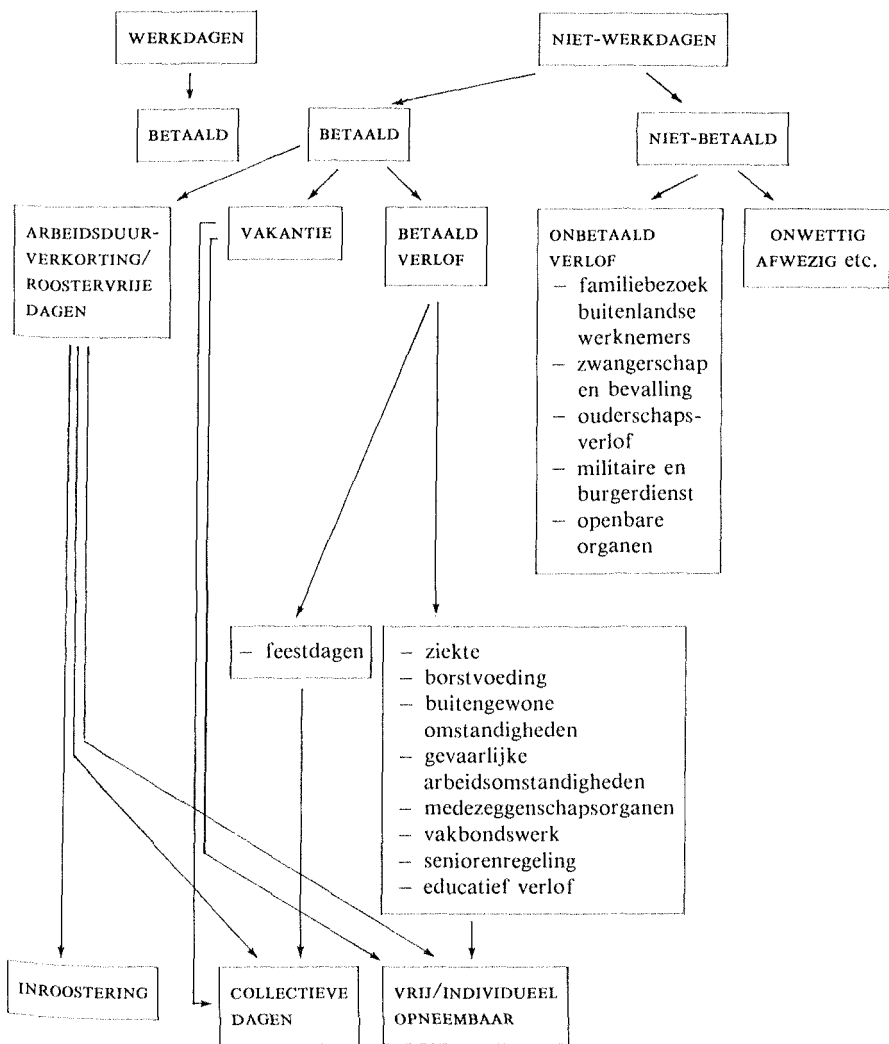 WERKDAGEN
NIET-WERKDAGEN
BETAALD
BETAALD
NIET-BETAALD
ARBEIDSDUUR-
VERKORTING/
ROOSTERVRIJE
DAGEN
VAKANTIE
BETAALD
VERLOF
ONBETAALD
VERLOF
– familiebezoek
buitenlandse
werknemers
– zwangerschap
en bevalling
– ouderschaps-
verlof
– militaire en
burgerdienst
– openbare
organen
ONWETTIG
AFWEZIG etc.
– feestdagen
– ziekte
– borstvoeding
– buitengewone
omstandigheden
– gevaarlijke
arbeidsomstandigheden
– medezeggenschapsorganen
– vakbondswerk
– seniorenregeling
– educatief verlof
INROOSTERING
COLLECTIEVE
DAGEN
VRIJ/INDIVIDUEEL
OPNEEMBAAR